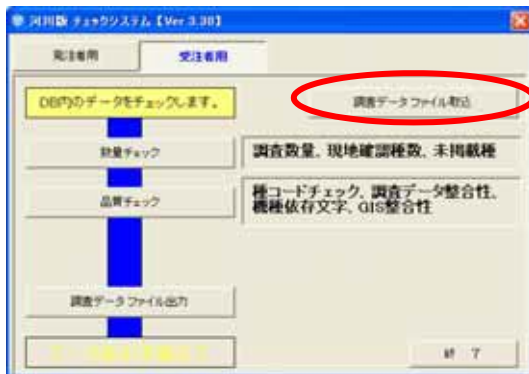 河川版 チェックシステム【Ver 3.30】
発注者用
受注者用
DB内のデータをチェックします。
調査データファイル取込
数量チェック
調査数量、現地確認種数、未掲載種
品質チェック
種コードチェック、調査データ整合性、
機種依存文字、GIS整合性
調査データファイル出力
終 了